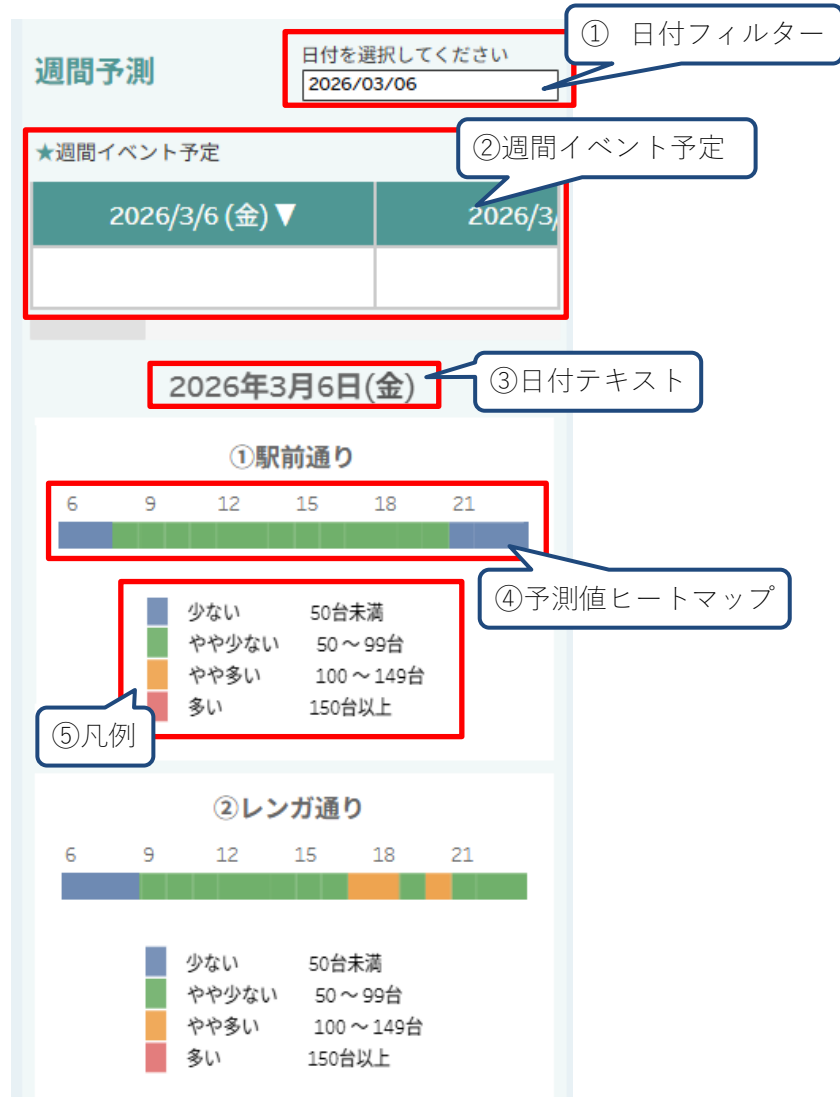 ① 日付フィルター
日付を選択してください
週間予測
2026/03/06
★週間イベント予定
②週間イベント予定
2026/3/6 (金) ▼
2026/3/
2026年3月6日(金)
③日付テキスト
①駅前通り
6 9 12 15 18 21
④予測値ヒートマップ
少ない 50台未満
やや少ない 50～99台
やや多い 100～149台
多い 150台以上
⑤凡例
②レンガ通り
6 9 12 15 18 21
少ない 50台未満
やや少ない 50～99台
やや多い 100～149台
多い 150台以上